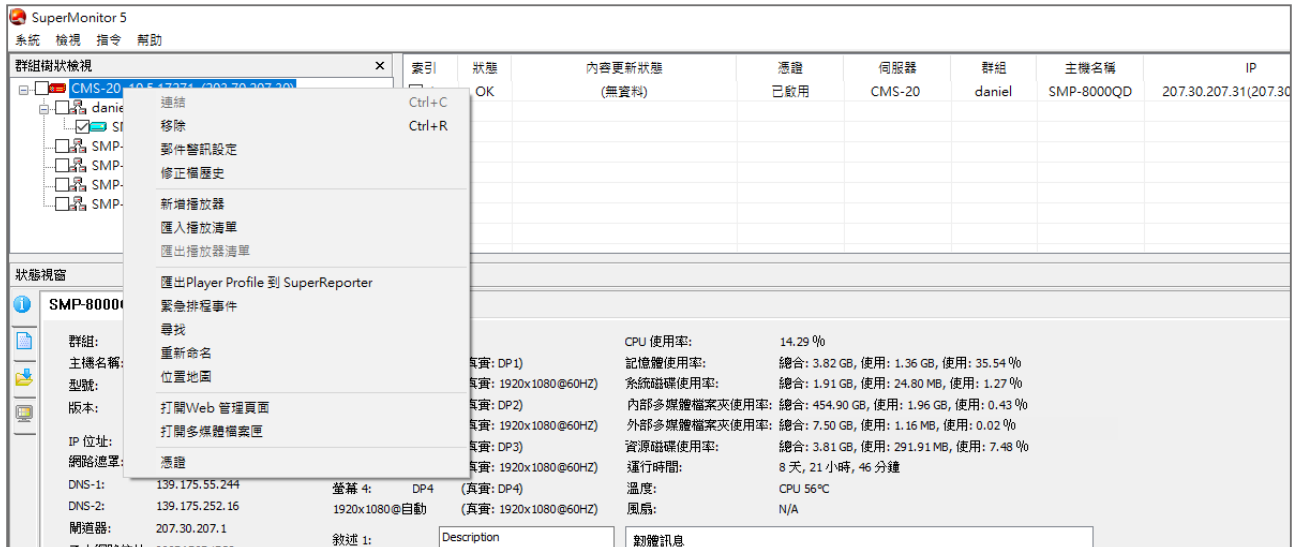 SuperMonitor 5
系統 檢視 指令 幫助
群組樹狀檢視 ×
索引 狀態 內容更新狀態 憑證 伺服器 群組 主機名稱 IP
CMS-20
OK (無資料) 已啟用 CMS-20 daniel SMP-8000QD 207.30.207.31(207.30
danie
SMP-
SMP-
SMP-
SMP-
連結 Ctrl+C
移除 Ctrl+R
郵件警訊設定
修正檔歷史
新增播放器
匯入播放清單
匯出播放器清單
匯出Player Profile 到 SuperReporter
緊急排程事件
尋找
重新命名
位置地圖
打開Web 管理頁面
打開多媒體檔案匣
憑證
狀態視窗
SMP-8000
群組:
主機名稱:
型號:
版本:
IP 位址:
網路遮罩:
DNS-1: 139.175.55.244
DNS-2: 139.175.252.16
閘道器: 207.30.207.1
真實: DP1)
真實: 1920x1080@60HZ)
真實: DP2)
真實: 1920x1080@60HZ)
真實: DP3)
真實: 1920x1080@60HZ)
螢幕 4: DP4 (真實: DP4)
1920x1080@自動 (真實: 1920x1080@60HZ)
敘述 1: Description
CPU 使用率: 14.29 %
記憶體使用率: 總合: 3.82 GB, 使用: 1.36 GB, 使用: 35.54 %
系統磁碟使用率: 總合: 1.91 GB, 使用: 24.80 MB, 使用: 1.27 %
內部多媒體檔案夾使用率: 總合: 454.90 GB, 使用: 1.96 GB, 使用: 0.43 %
外部多媒體檔案夾使用率: 總合: 7.50 GB, 使用: 1.16 MB, 使用: 0.02 %
資源磁碟使用率: 總合: 3.81 GB, 使用: 291.91 MB, 使用: 7.48 %
運行時間: 8 天, 21 小時, 46 分鐘
溫度: CPU 56°C
風扇: N/A
韌體訊息